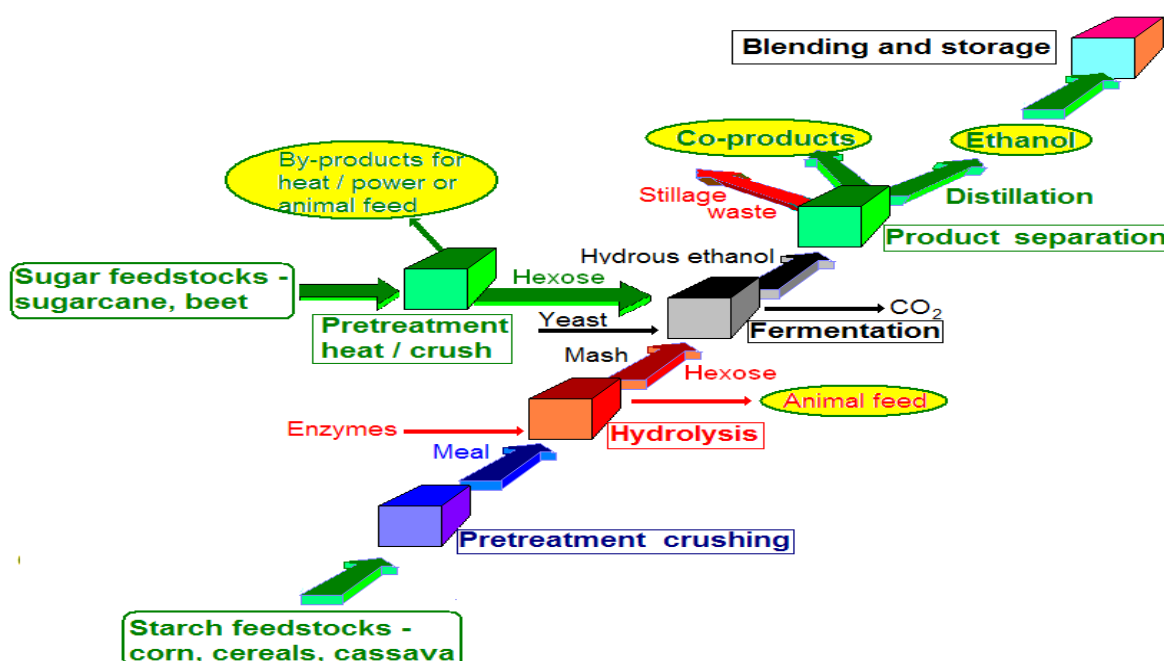 Blending and storage
Co-products
Ethanol
By-products for
heat / power or
animal feed
Stillage
waste
Distillation
Product separation
Hydrous ethanol
Sugar feedstocks -
sugarcane, beet
Hexose
Pretreatment
heat / crush
Yeast
CO₂
Fermentation
Mash
Hexose
Animal feed
Enzymes
Hydrolysis
Meal
Pretreatment crushing
Starch feedstocks -
corn, cereals, cassava